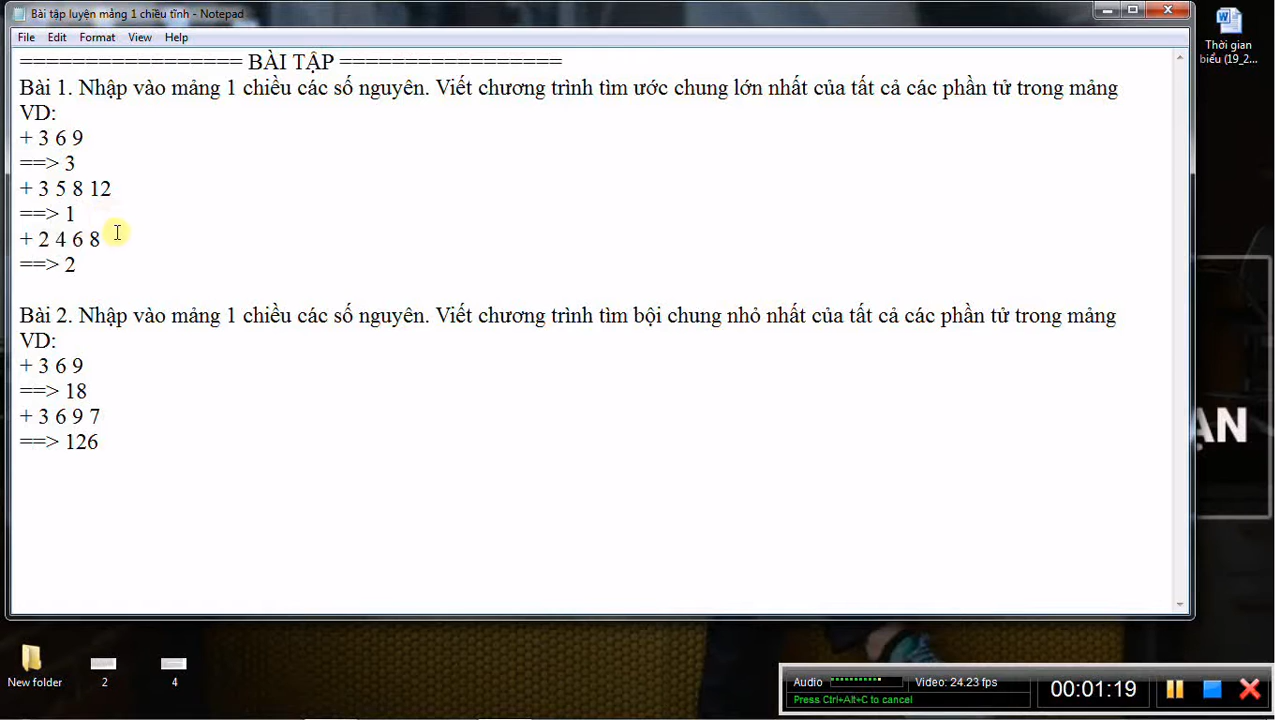 Bài tập luyện mảng 1 chiều tĩnh - Notepad
File Edit Format View Help
================= BÀI TẬP =================
Bài 1. Nhập vào mảng 1 chiều các số nguyên. Viết chương trình tìm ước chung lớn nhất của tất cả các phần tử trong mảng
VD:
+ 3 6 9
==> 3
+ 3 5 8 12
==> 1
+ 2 4 6 8
==> 2
Bài 2. Nhập vào mảng 1 chiều các số nguyên. Viết chương trình tìm bội chung nhỏ nhất của tất cả các phần tử trong mảng
VD:
+ 3 6 9
==> 18
+ 3 6 9 7
==> 126
Thời gian
biểu (19_2...
ẠN
New folder
2
4
Audio
Video: 24.23 fps
Press Ctrl+Alt+C to cancel
00:01:19